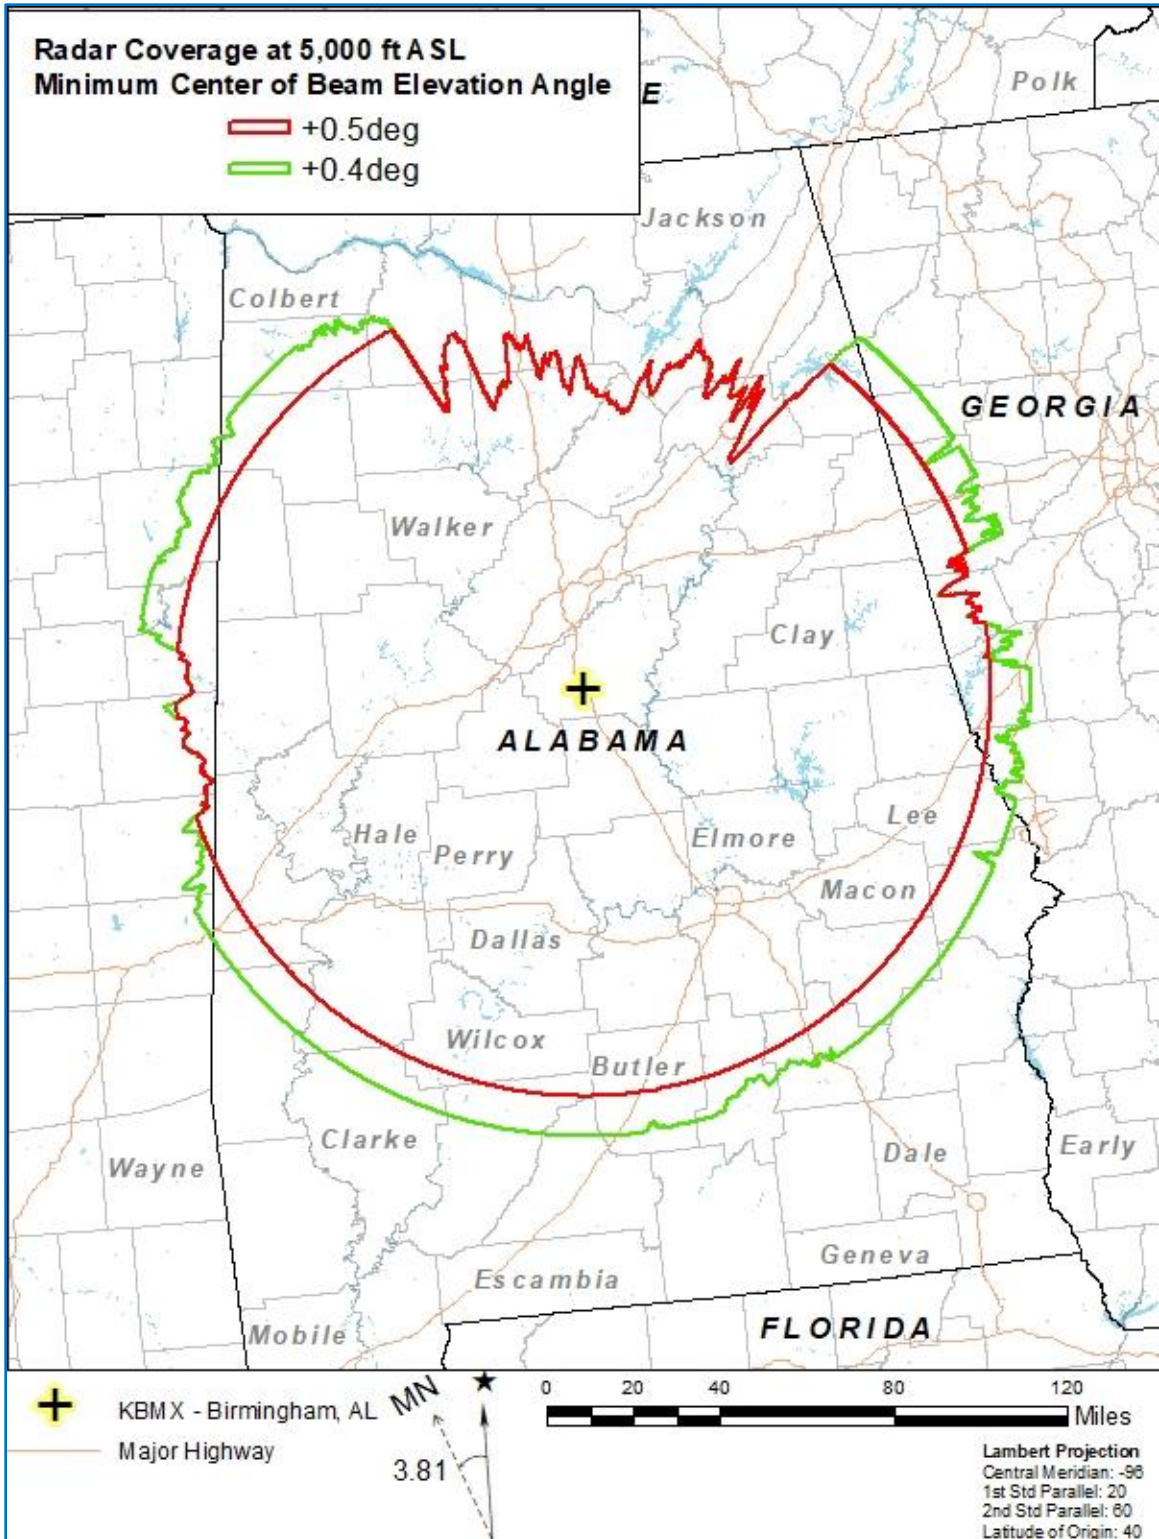 Radar Coverage at 5,000 ft ASL
Minimum Center of Beam Elevation Angle
+0.5deg
+0.4deg
E
Polk
Jackson
Colbert
GEORGIA
Walker
Clay
ALABAMA
Hale
Perry
Elmore
Lee
Macon
Dallas
Wilcox
Butler
Clarke
Wayne
Dale
Early
Geneva
Escambia
Mobile
FLORIDA
KBMX - Birmingham, AL
Major Highway
MN
3.81
0 20 40 80 120
Miles
Lambert Projection
Central Meridian: -96
1st Std Parallel: 20
2nd Std Parallel: 60
Latitude of Origin: 40